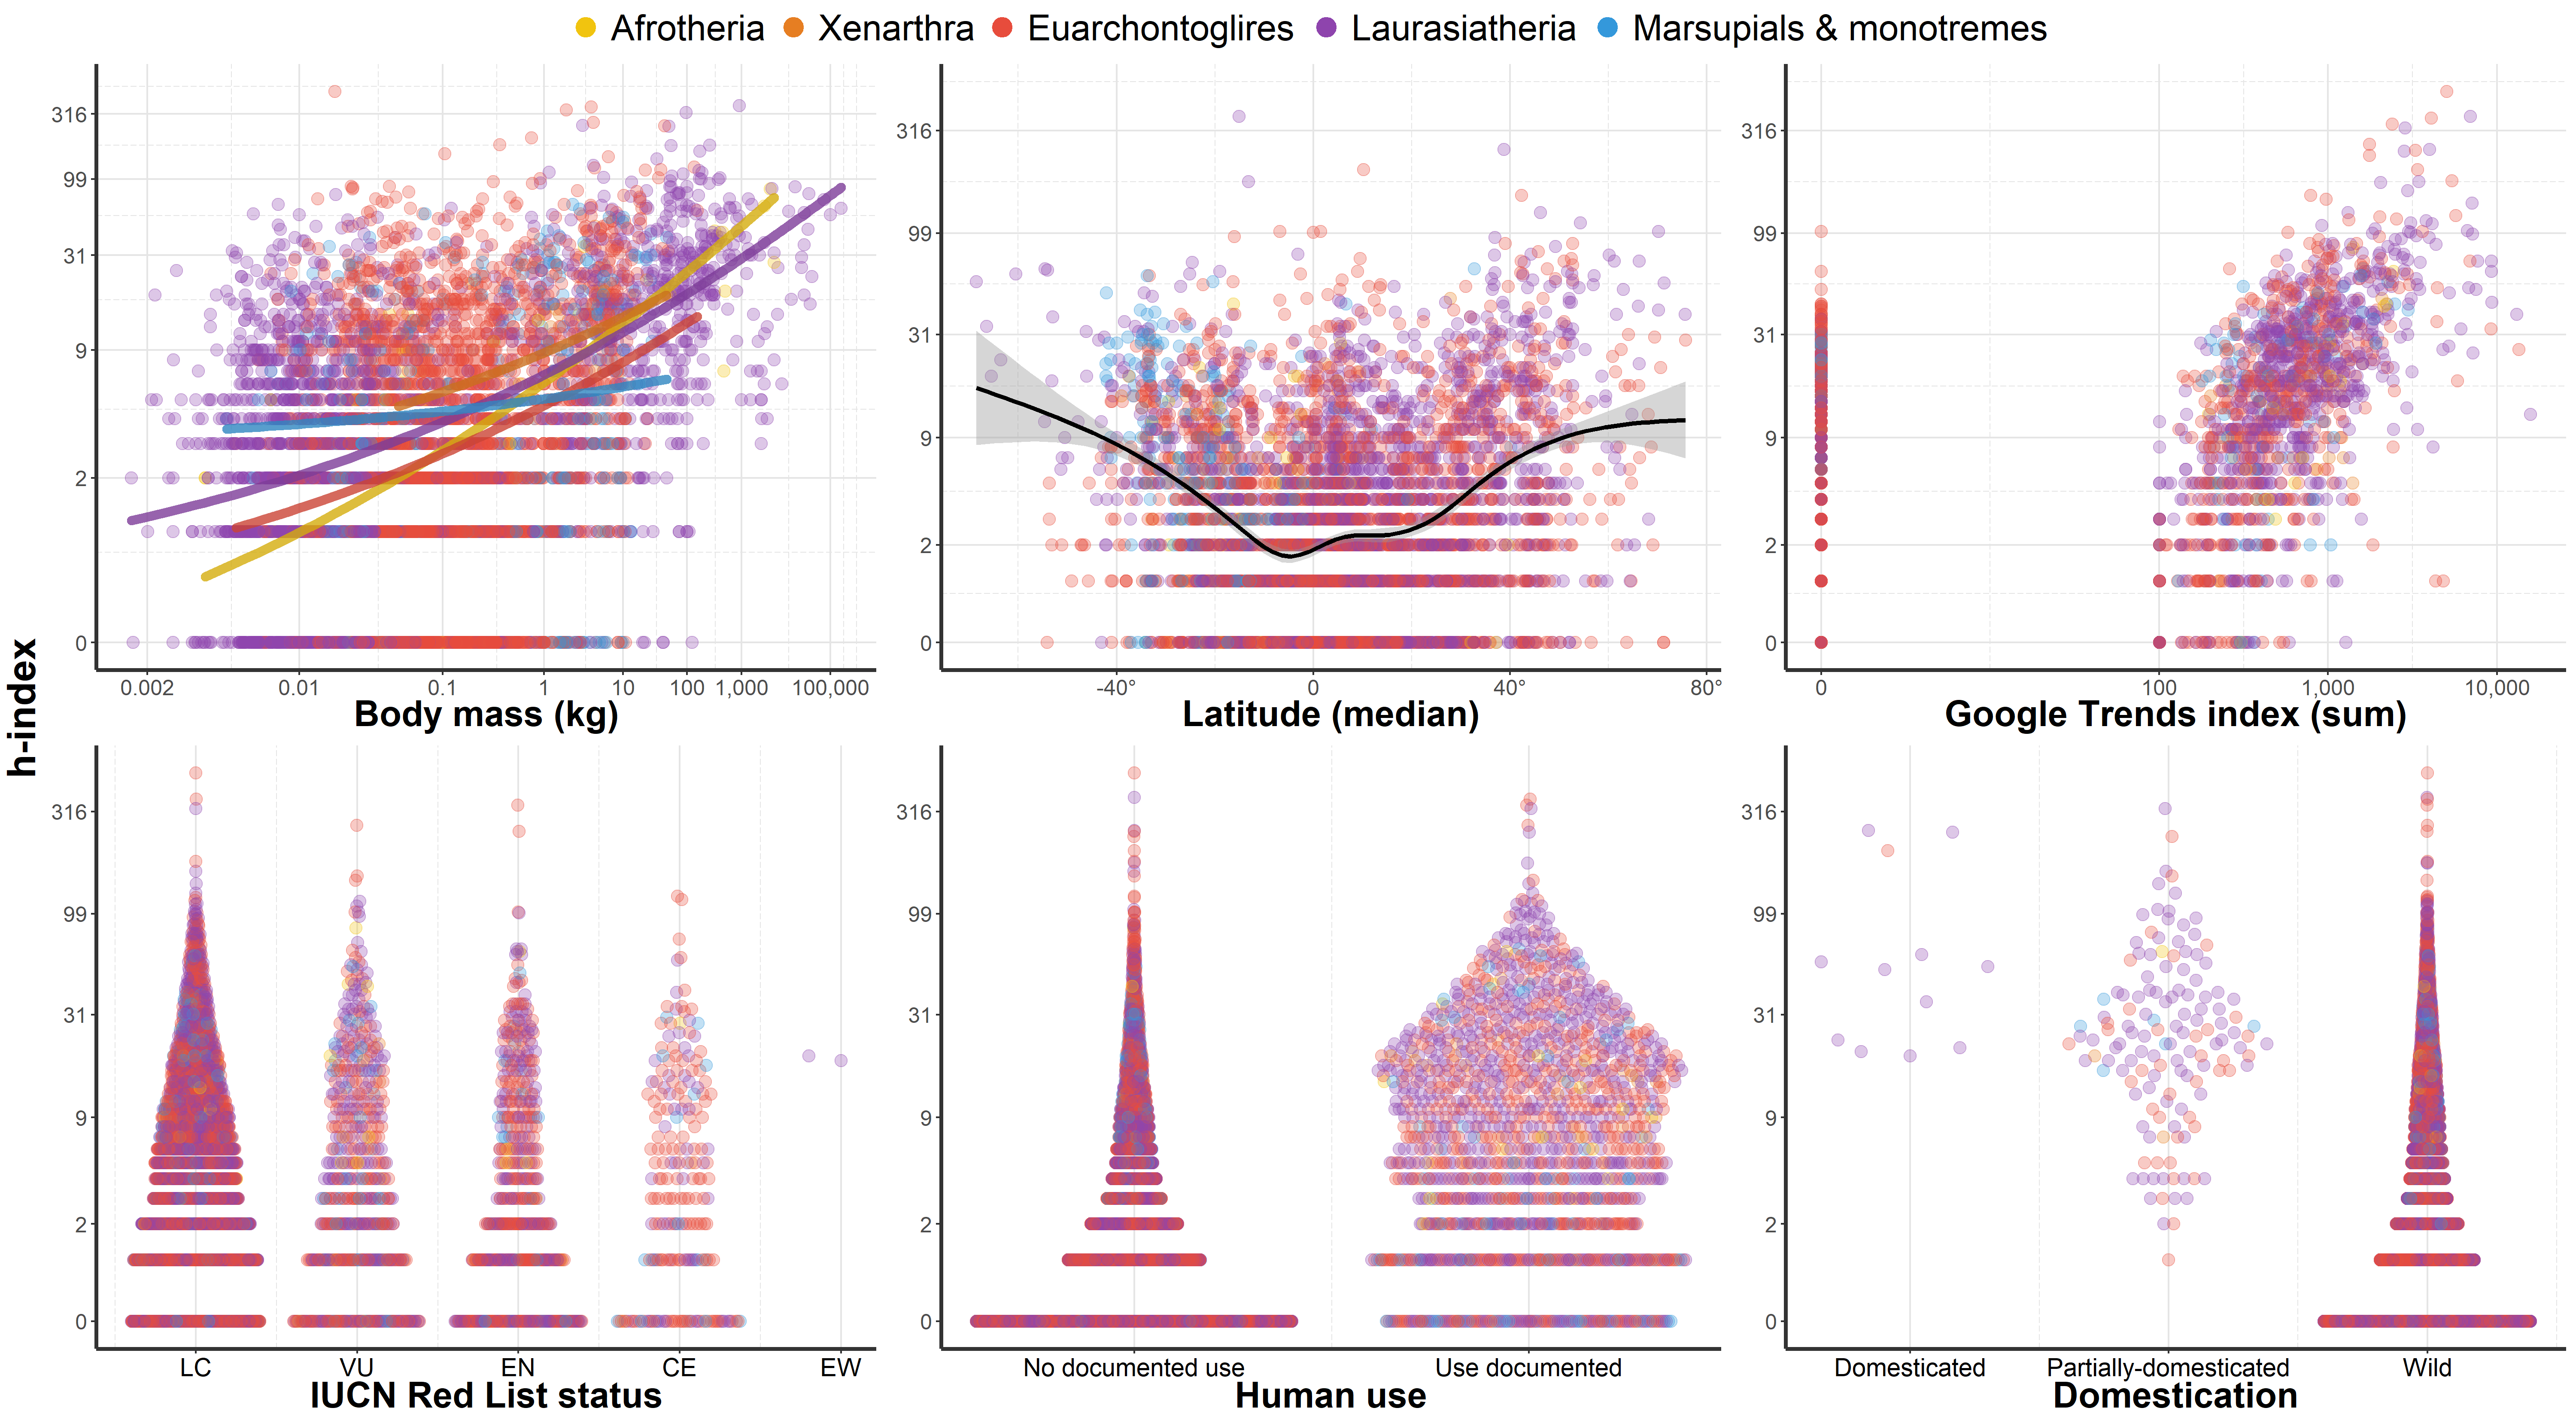 Afrotheria Xenarthra Euarchontoglires Laurasiatheria Marsupials & monotremes
h-index
316
99
31
9
2
0
0.002 0.01 0.1 1 10 100 1,000 100,000
Body mass (kg)
316
99
31
9
2
0
-40° 0 40° 80°
Latitude (median)
316
99
31
9
2
0
0 100 1,000 10,000
Google Trends index (sum)
316
99
31
9
2
0
LC VU EN CE EW
IUCN Red List status
316
99
31
9
2
0
No documented use Use documented
Human use
316
99
31
9
2
0
Domesticated Partially-domesticated Wild
Domestication